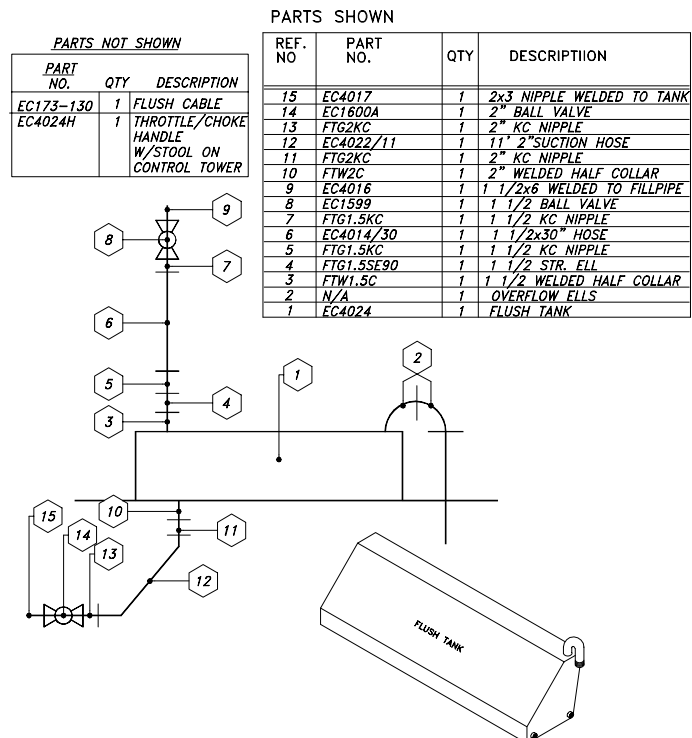 PARTS SHOWN
PARTS NOT SHOWN
PART NO. QTY DESCRIPTION
EC173-130 1 FLUSH CABLE
EC4024H 1 THROTTLE/CHOKE
HANDLE
W/STOOL ON
CONTROL TOWER
REF. NO PART NO. QTY DESCRIPTIION
15 EC4017 1 2x3 NIPPLE WELDED TO TANK
14 EC1600A 1 2" BALL VALVE
13 FTG2KC 1 2" KC NIPPLE
12 EC4022/11 1 11' 2"SUCTION HOSE
11 FTG2KC 1 2" KC NIPPLE
10 FTW2C 1 2" WELDED HALF COLLAR
9 EC4016 1 1 1/2x6 WELDED TO FILLPIPE
8 EC1599 1 1 1/2 BALL VALVE
7 FTG1.5KC 1 1 1/2 KC NIPPLE
6 EC4014/30 1 1 1/2x30" HOSE
5 FTG1.5KC 1 1 1/2 KC NIPPLE
4 FTG1.5SE90 1 1 1/2 STR. ELL
3 FTW1.5C 1 1 1/2 WELDED HALF COLLAR
2 N/A 1 OVERFLOW ELLS
1 EC4024 1 FLUSH TANK
9
8
7
6
5
4
3
1
2
10
11
15
14
13
12
FLUSH TANK